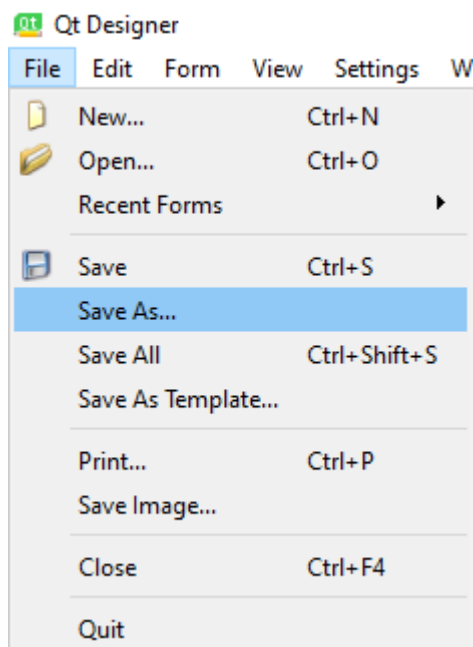 Qt Qt Designer
File Edit Form View Settings W
New... Ctrl+N
Open... Ctrl+O
Recent Forms
Save Ctrl+S
Save As...
Save All Ctrl+Shift+S
Save As Template...
Print... Ctrl+P
Save Image...
Close Ctrl+F4
Quit